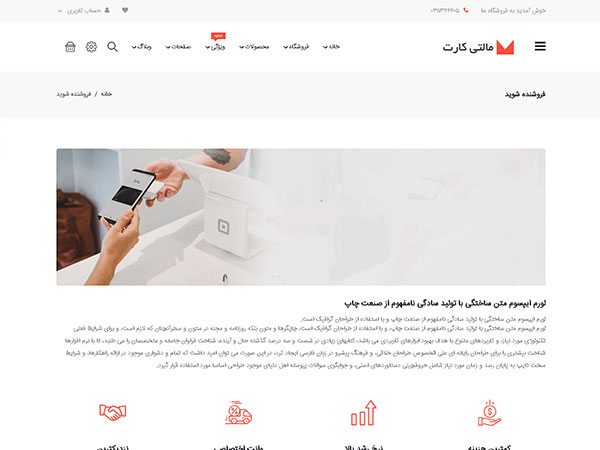 خوش آمدید به فروشگاه ما
حساب کاربری
مالتی کارت
خانه
فروشگاه
محصولات
ویژگی
جدید
صفحات
وبلاگ
فروشنده شوید
خانه / فروشنده شوید
لورم ایپسوم متن ساختگی با تولید سادگی نامفهوم از صنعت چاپ
لورم ایپسوم متن ساختگی با تولید سادگی نامفهوم از صنعت چاپ و با استفاده از طراحان گرافیک است.
لورم ایپسوم متن ساختگی با تولید سادگی نامفهوم از صنعت چاپ، و با استفاده از طراحان گرافیک است، چاپگرها و متون بلکه روزنامه و مجله در ستون و سطرآنچنان که لازم است، و برای شرایط فعلی
تکنولوژی مورد نیاز، و کاربردهای متنوع با هدف بهبود ابزارهای کاربردی می باشد، کتابهای زیادی در شصت و سه درصد گذشته حال و آینده، شناخت فراوان جامعه و متخصصان را می طلبد، تا با نرم افزارها
شناخت بیشتری را برای طراحان رایانه ای علی الخصوص طراحان خلاقی، و فرهنگ پیشرو در زبان فارسی ایجاد کرد، در این صورت می توان امید داشت که تمام و دشواری موجود در ارائه راهکارها، و شرایط
سخت تایپ به پایان رسد و زمان مورد نیاز شامل حروفچینی دستاوردهای اصلی، و جوابگوی سوالات پیوسته اهل دنیای موجود طراحی اساسا مورد استفاده قرار گیرد.
کمترین هزینه
نرخ رشد بالا
وانت اختصاصی
نزدیکترین